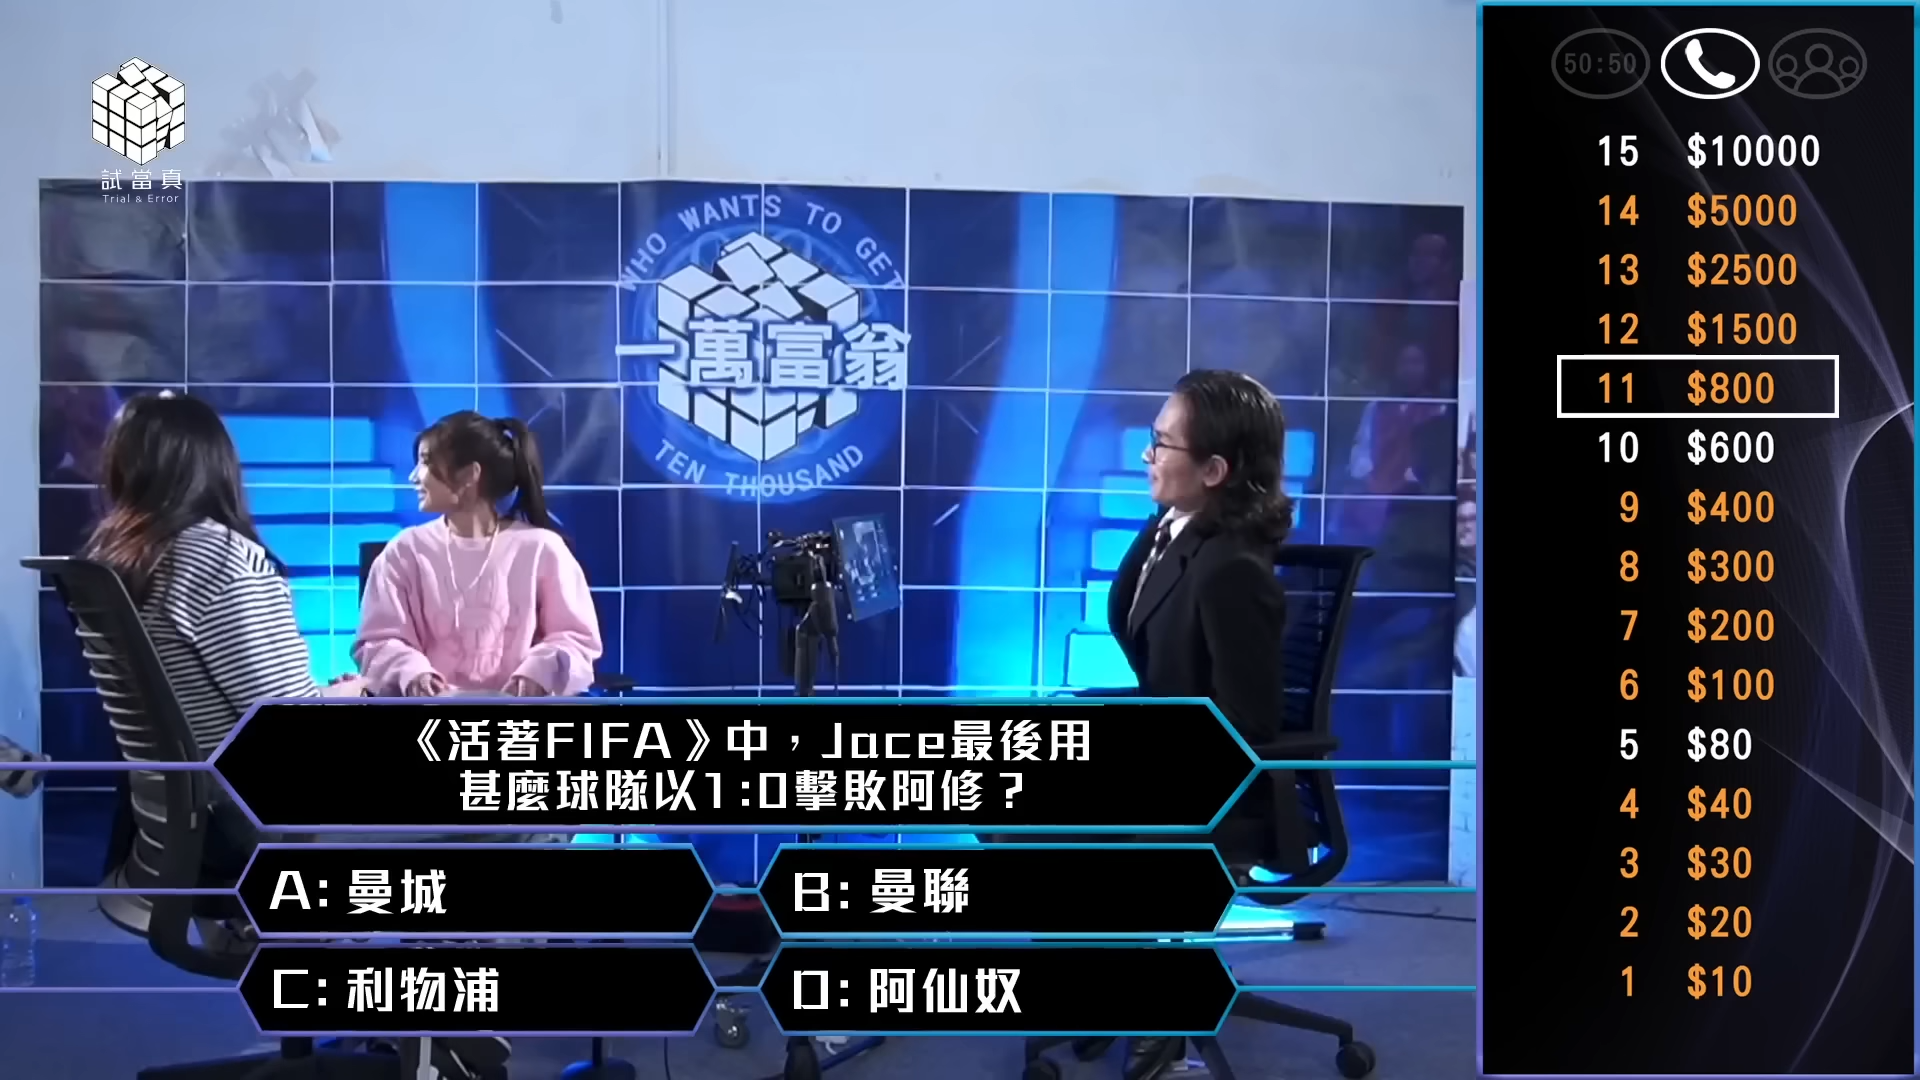 試當真
Trial & Error
WHO WANTS TO GET
一萬富翁
TEN THOUSAND
50:50
15 $10000
14 $5000
13 $2500
12 $1500
11 $800
10 $600
9 $400
8 $300
7 $200
6 $100
5 $80
4 $40
3 $30
2 $20
1 $10
《活著FIFA》中，Jace最後用
甚麼球隊以1:0擊敗阿修？
A: 曼城
B: 曼聯
C: 利物浦
D: 阿仙奴